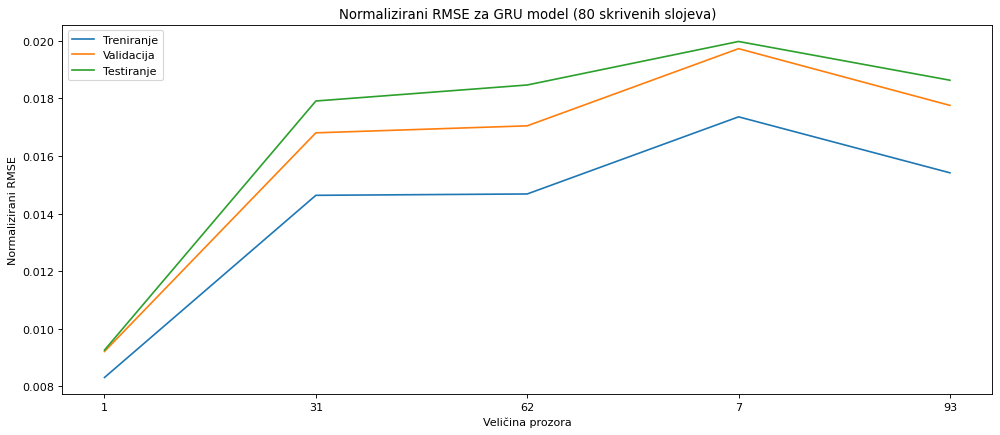 Normalizirani RMSE za GRU model (80 skrivenih slojeva)
Treniranje
Validacija
Testiranje
Normalizirani RMSE
0.020
0.018
0.016
0.014
0.012
0.010
0.008
1 31 62 7 93
Veličina prozora